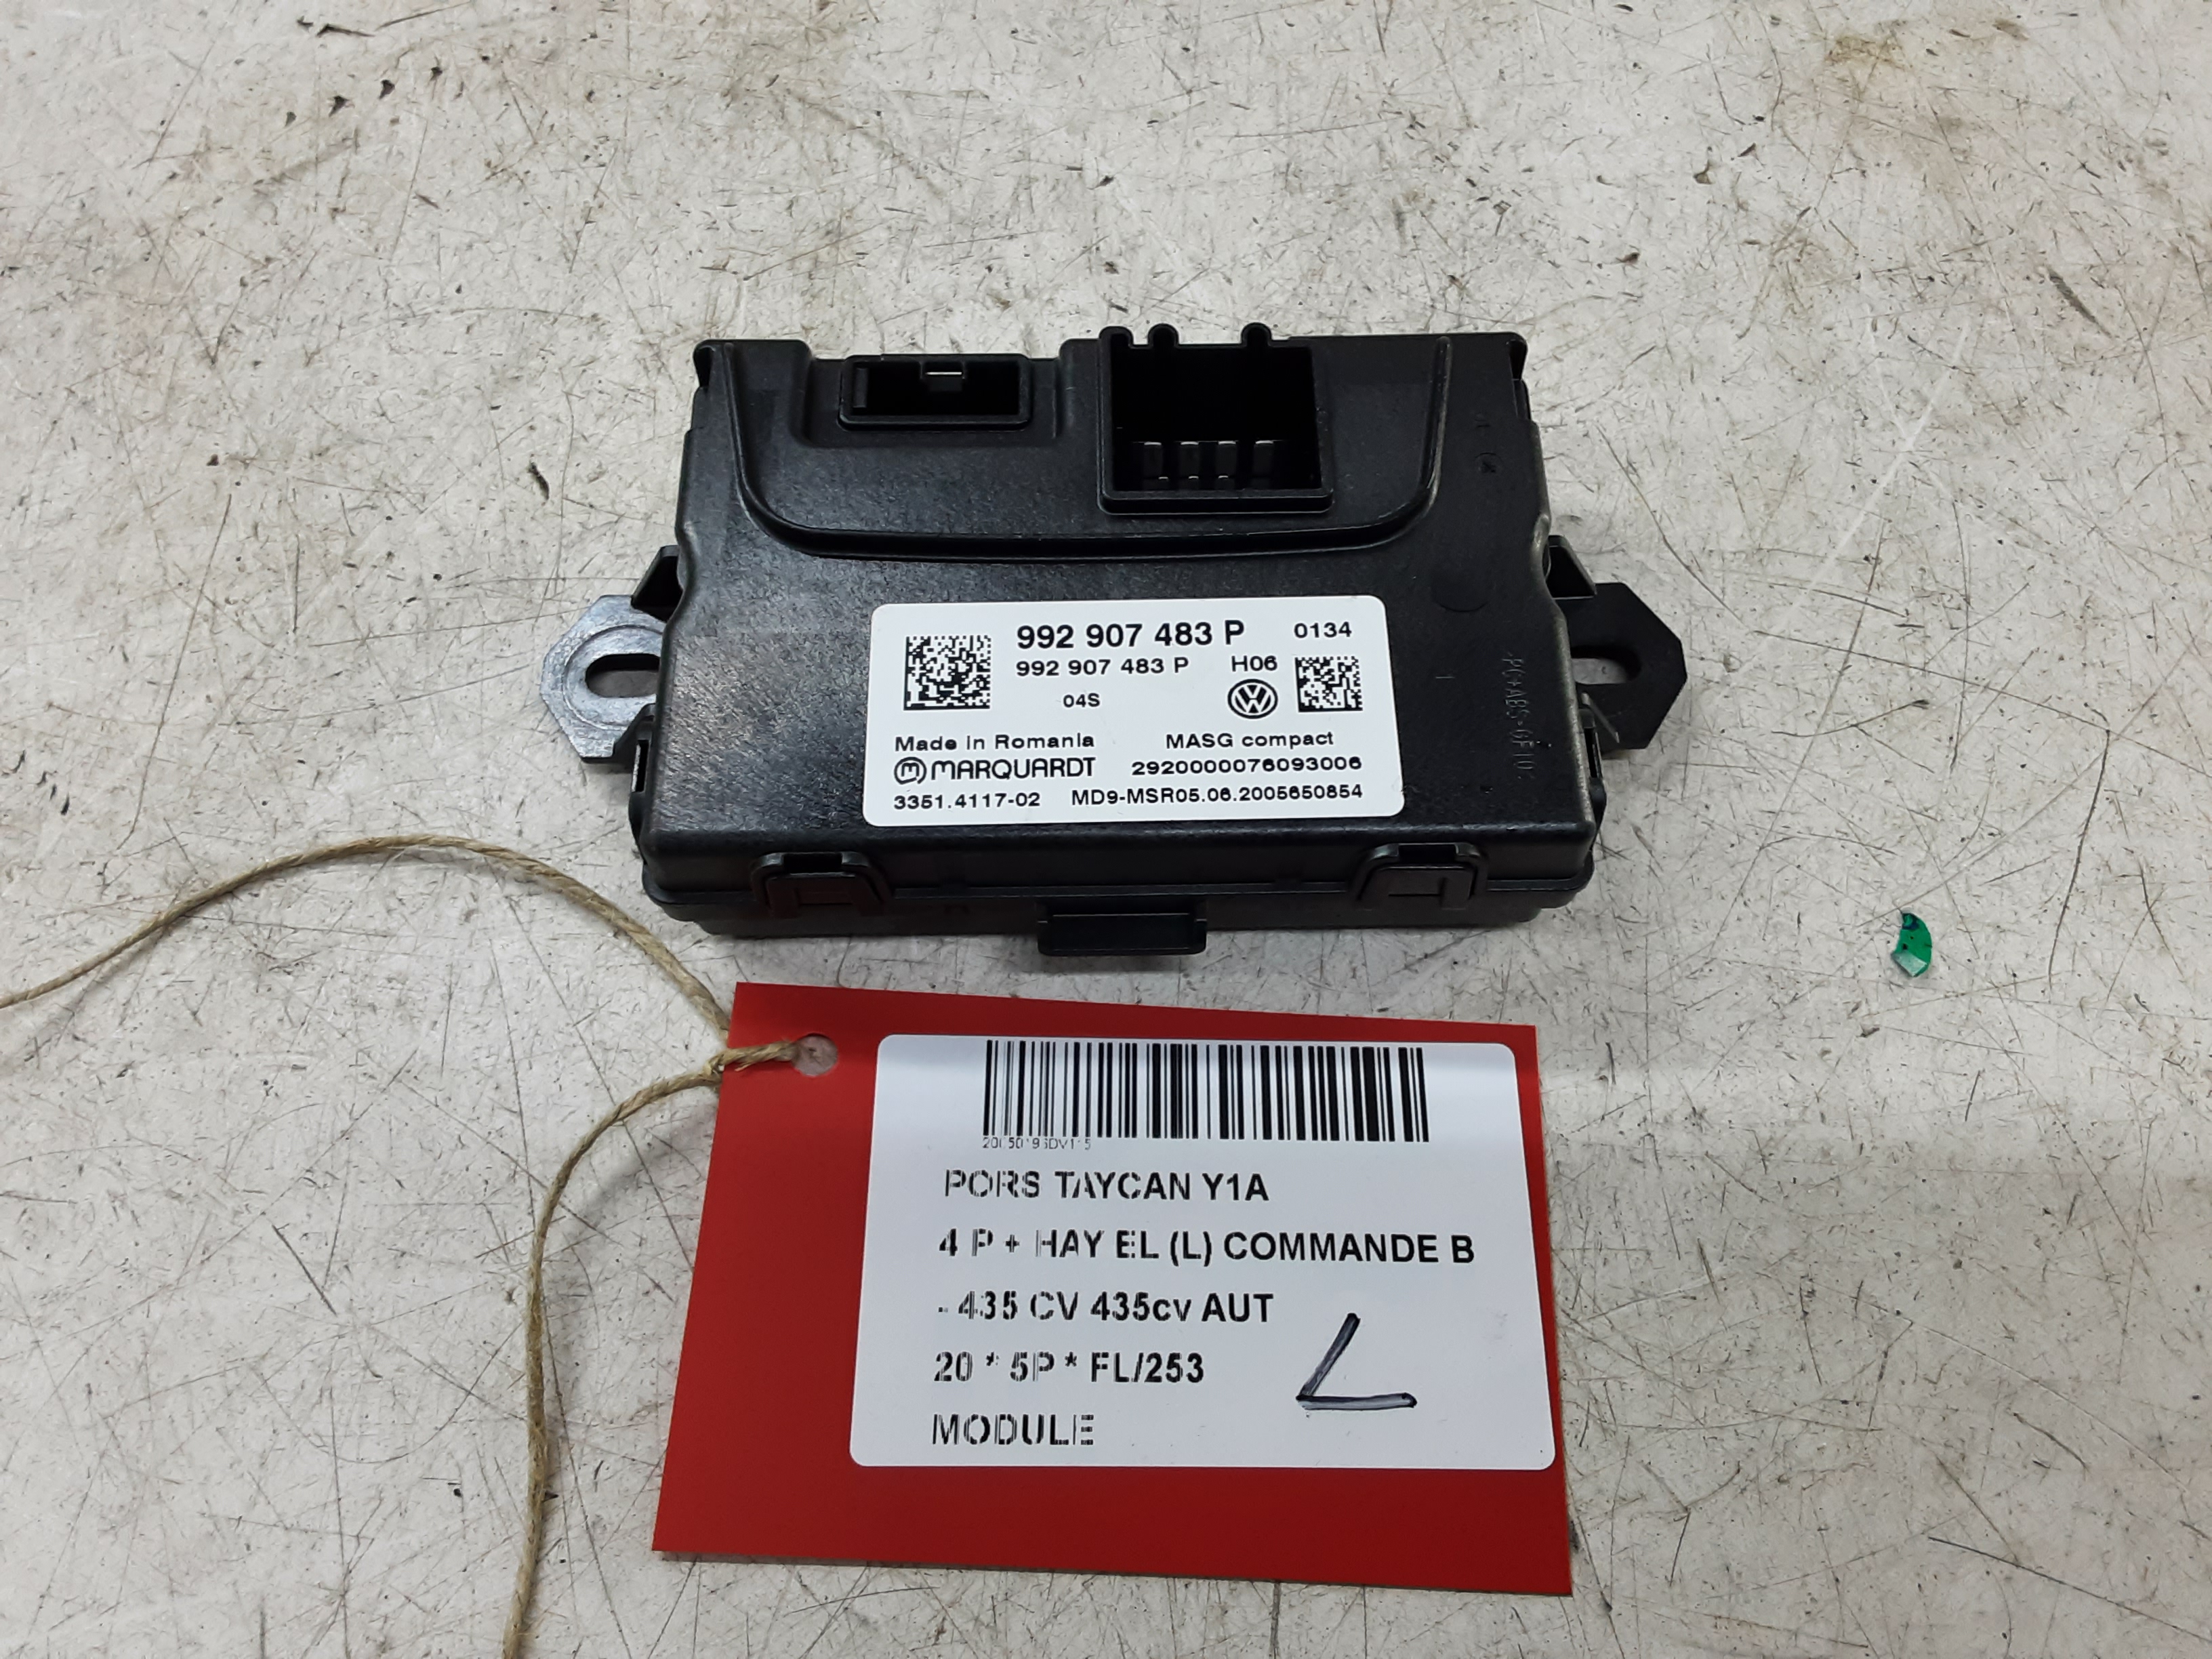 992 907 483 P 0134
992 907 483 P H06
04S
Made in Romania MASG compact
MARQUARDT 2920000076093006
3351.4117-02 MD9-MSR05.06.2005650854
PORS TAYCAN Y1A
4 P + HAY EL (L) COMMANDE B
- 435 CV 435cv AUT
20 * 5P * FL/253
MODULE
L